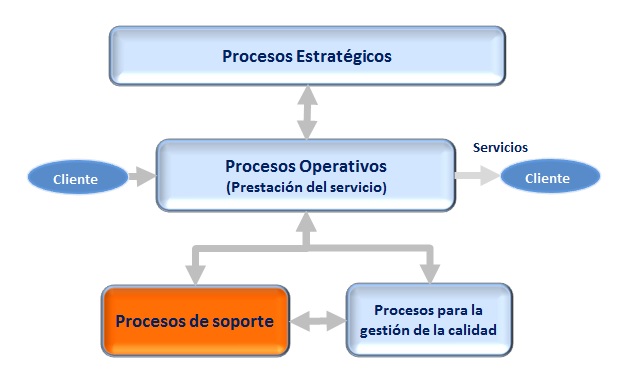 Procesos Estratégicos
Servicios
Cliente
Procesos Operativos
(Prestación del servicio)
Cliente
Procesos de soporte
Procesos para la
gestión de la calidad